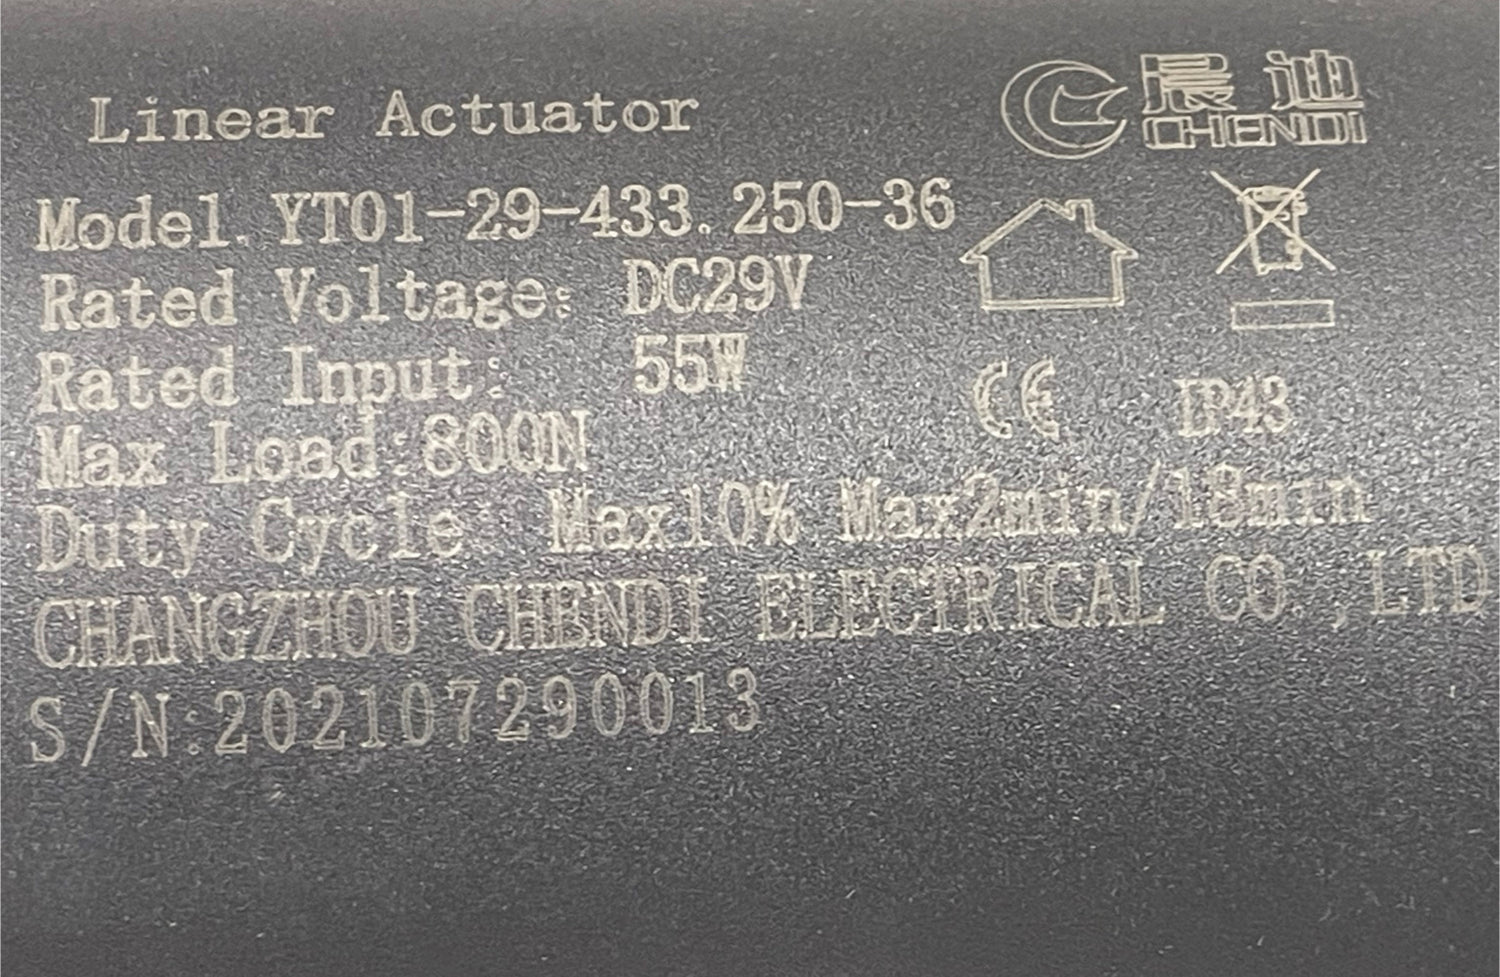 Linear Actuator
晨迪
CHENDI
Model. YT01-29-433.250-36
Rated Voltage: DC29V
Rated Input: 55W
CE IP43
Max Load:800N
Duty Cycle: Max10% Max2min/18min
CHANGZHOU CHENDI ELECTRICAL CO.,LTD
S/N:202107290013